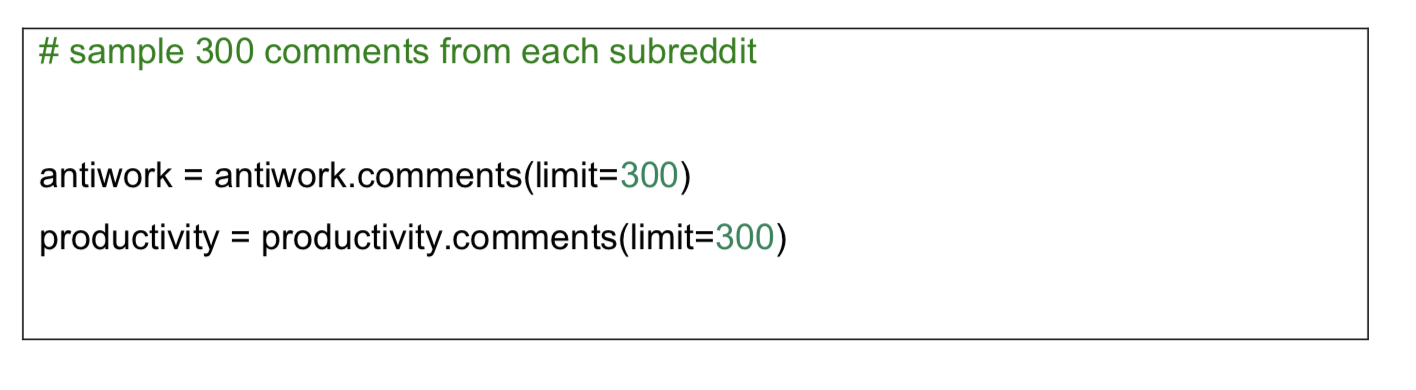 # sample 300 comments from each subreddit
antiwork = antiwork.comments(limit=300)
productivity = productivity.comments(limit=300)